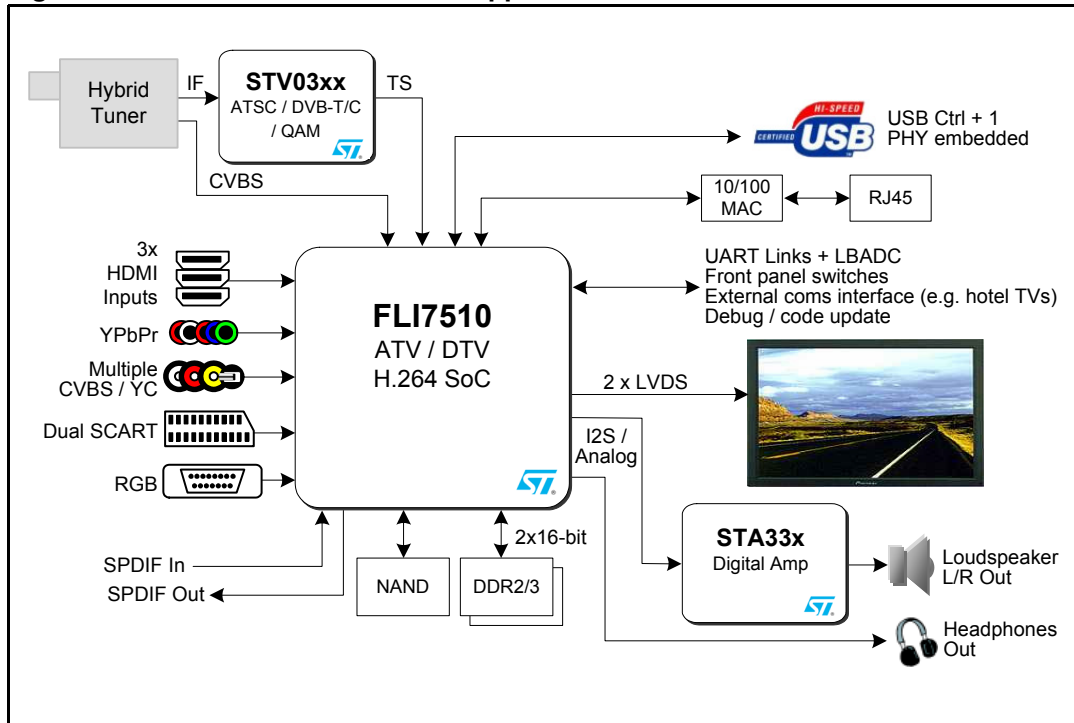 Hybrid
Tuner
IF
STV03xx
ATSC / DVB-T/C
/ QAM
TS
CVBS
HI-SPEED
CERTIFIED
USB
USB Ctrl + 1
PHY embedded
10/100
MAC
RJ45
3x
HDMI
Inputs
YPbPr
Multiple
CVBS / YC
Dual SCART
RGB
FLI7510
ATV / DTV
H.264 SoC
UART Links + LBADC
Front panel switches
External coms interface (e.g. hotel TVs)
Debug / code update
2 x LVDS
I2S /
Analog
SPDIF In
SPDIF Out
NAND
2x16-bit
DDR2/3
STA33x
Digital Amp
Loudspeaker
L/R Out
Headphones
Out